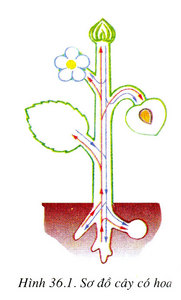 Hình 36.1. Sơ đồ cây có hoa